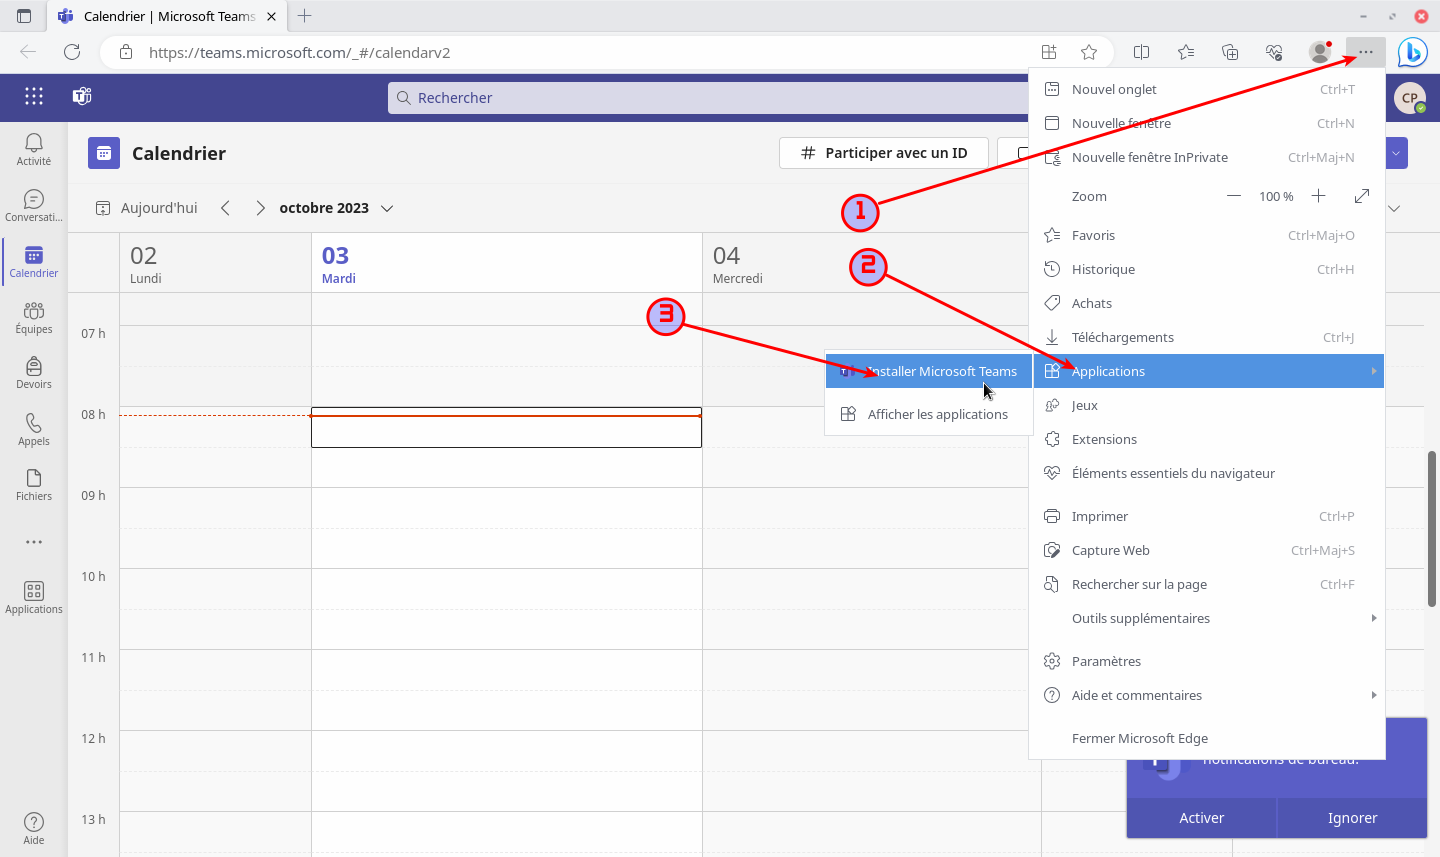 Calendrier | Microsoft Teams
https://teams.microsoft.com/_#/calendarv2
Rechercher
CP
Activité
Conversati...
Calendrier
Équipes
Devoirs
Appels
Fichiers
Applications
Aide
Calendrier
# Participer avec un ID
Aujourd'hui
octobre 2023
02
Lundi
03
Mardi
04
Mercredi
07 h
08 h
09 h
10 h
11 h
12 h
13 h
1
2
3
Nouvel onglet Ctrl+T
Nouvelle fenêtre Ctrl+N
Nouvelle fenêtre InPrivate Ctrl+Maj+N
Zoom — 100 % +
Favoris Ctrl+Maj+O
Historique Ctrl+H
Achats
Téléchargements Ctrl+J
Applications
Installer Microsoft Teams
Afficher les applications
Jeux
Extensions
Éléments essentiels du navigateur
Imprimer Ctrl+P
Capture Web Ctrl+Maj+S
Rechercher sur la page Ctrl+F
Outils supplémentaires
Paramètres
Aide et commentaires
Fermer Microsoft Edge
notifications de bureau.
Activer
Ignorer